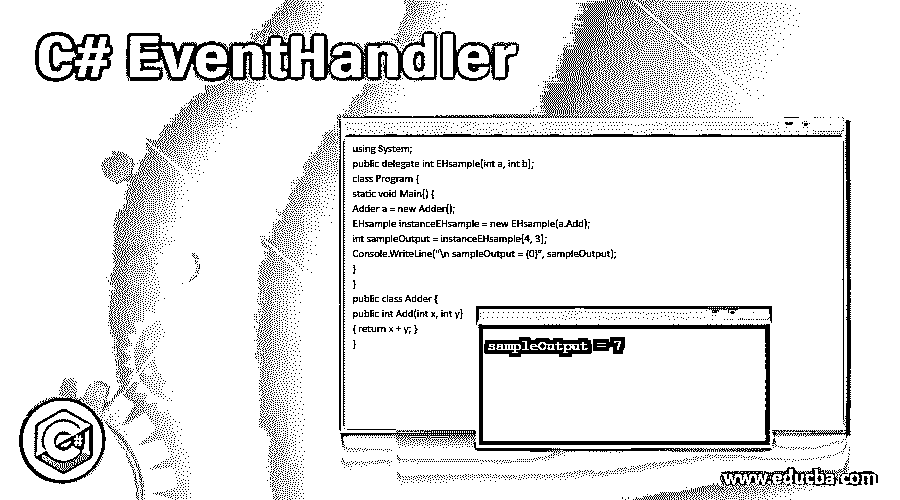 C# EventHandler
using System;
public delegate int EHsample(int a, int b);
class Program {
static void Main() {
Adder a = new Adder();
EHsample instanceEHsample = new EHsample(a.Add);
int sampleOutput = instanceEHsample(4, 3);
Console.WriteLine("\n sampleOutput = {0}", sampleOutput);
}
}
public class Adder {
public int Add(int x, int y)
{ return x + y; }
}
sampleOutput = 7
C#
www.educba.com